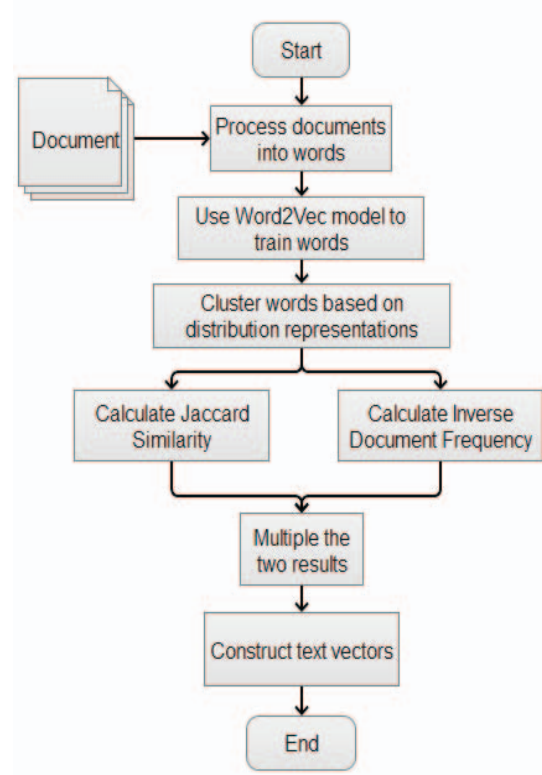 Start
Document
Process documents
into words
Use Word2Vec model to
train words
Cluster words based on
distribution representations
Calculate Jaccard
Similarity
Calculate Inverse
Document Frequency
Multiple the
two results
Construct text vectors
End